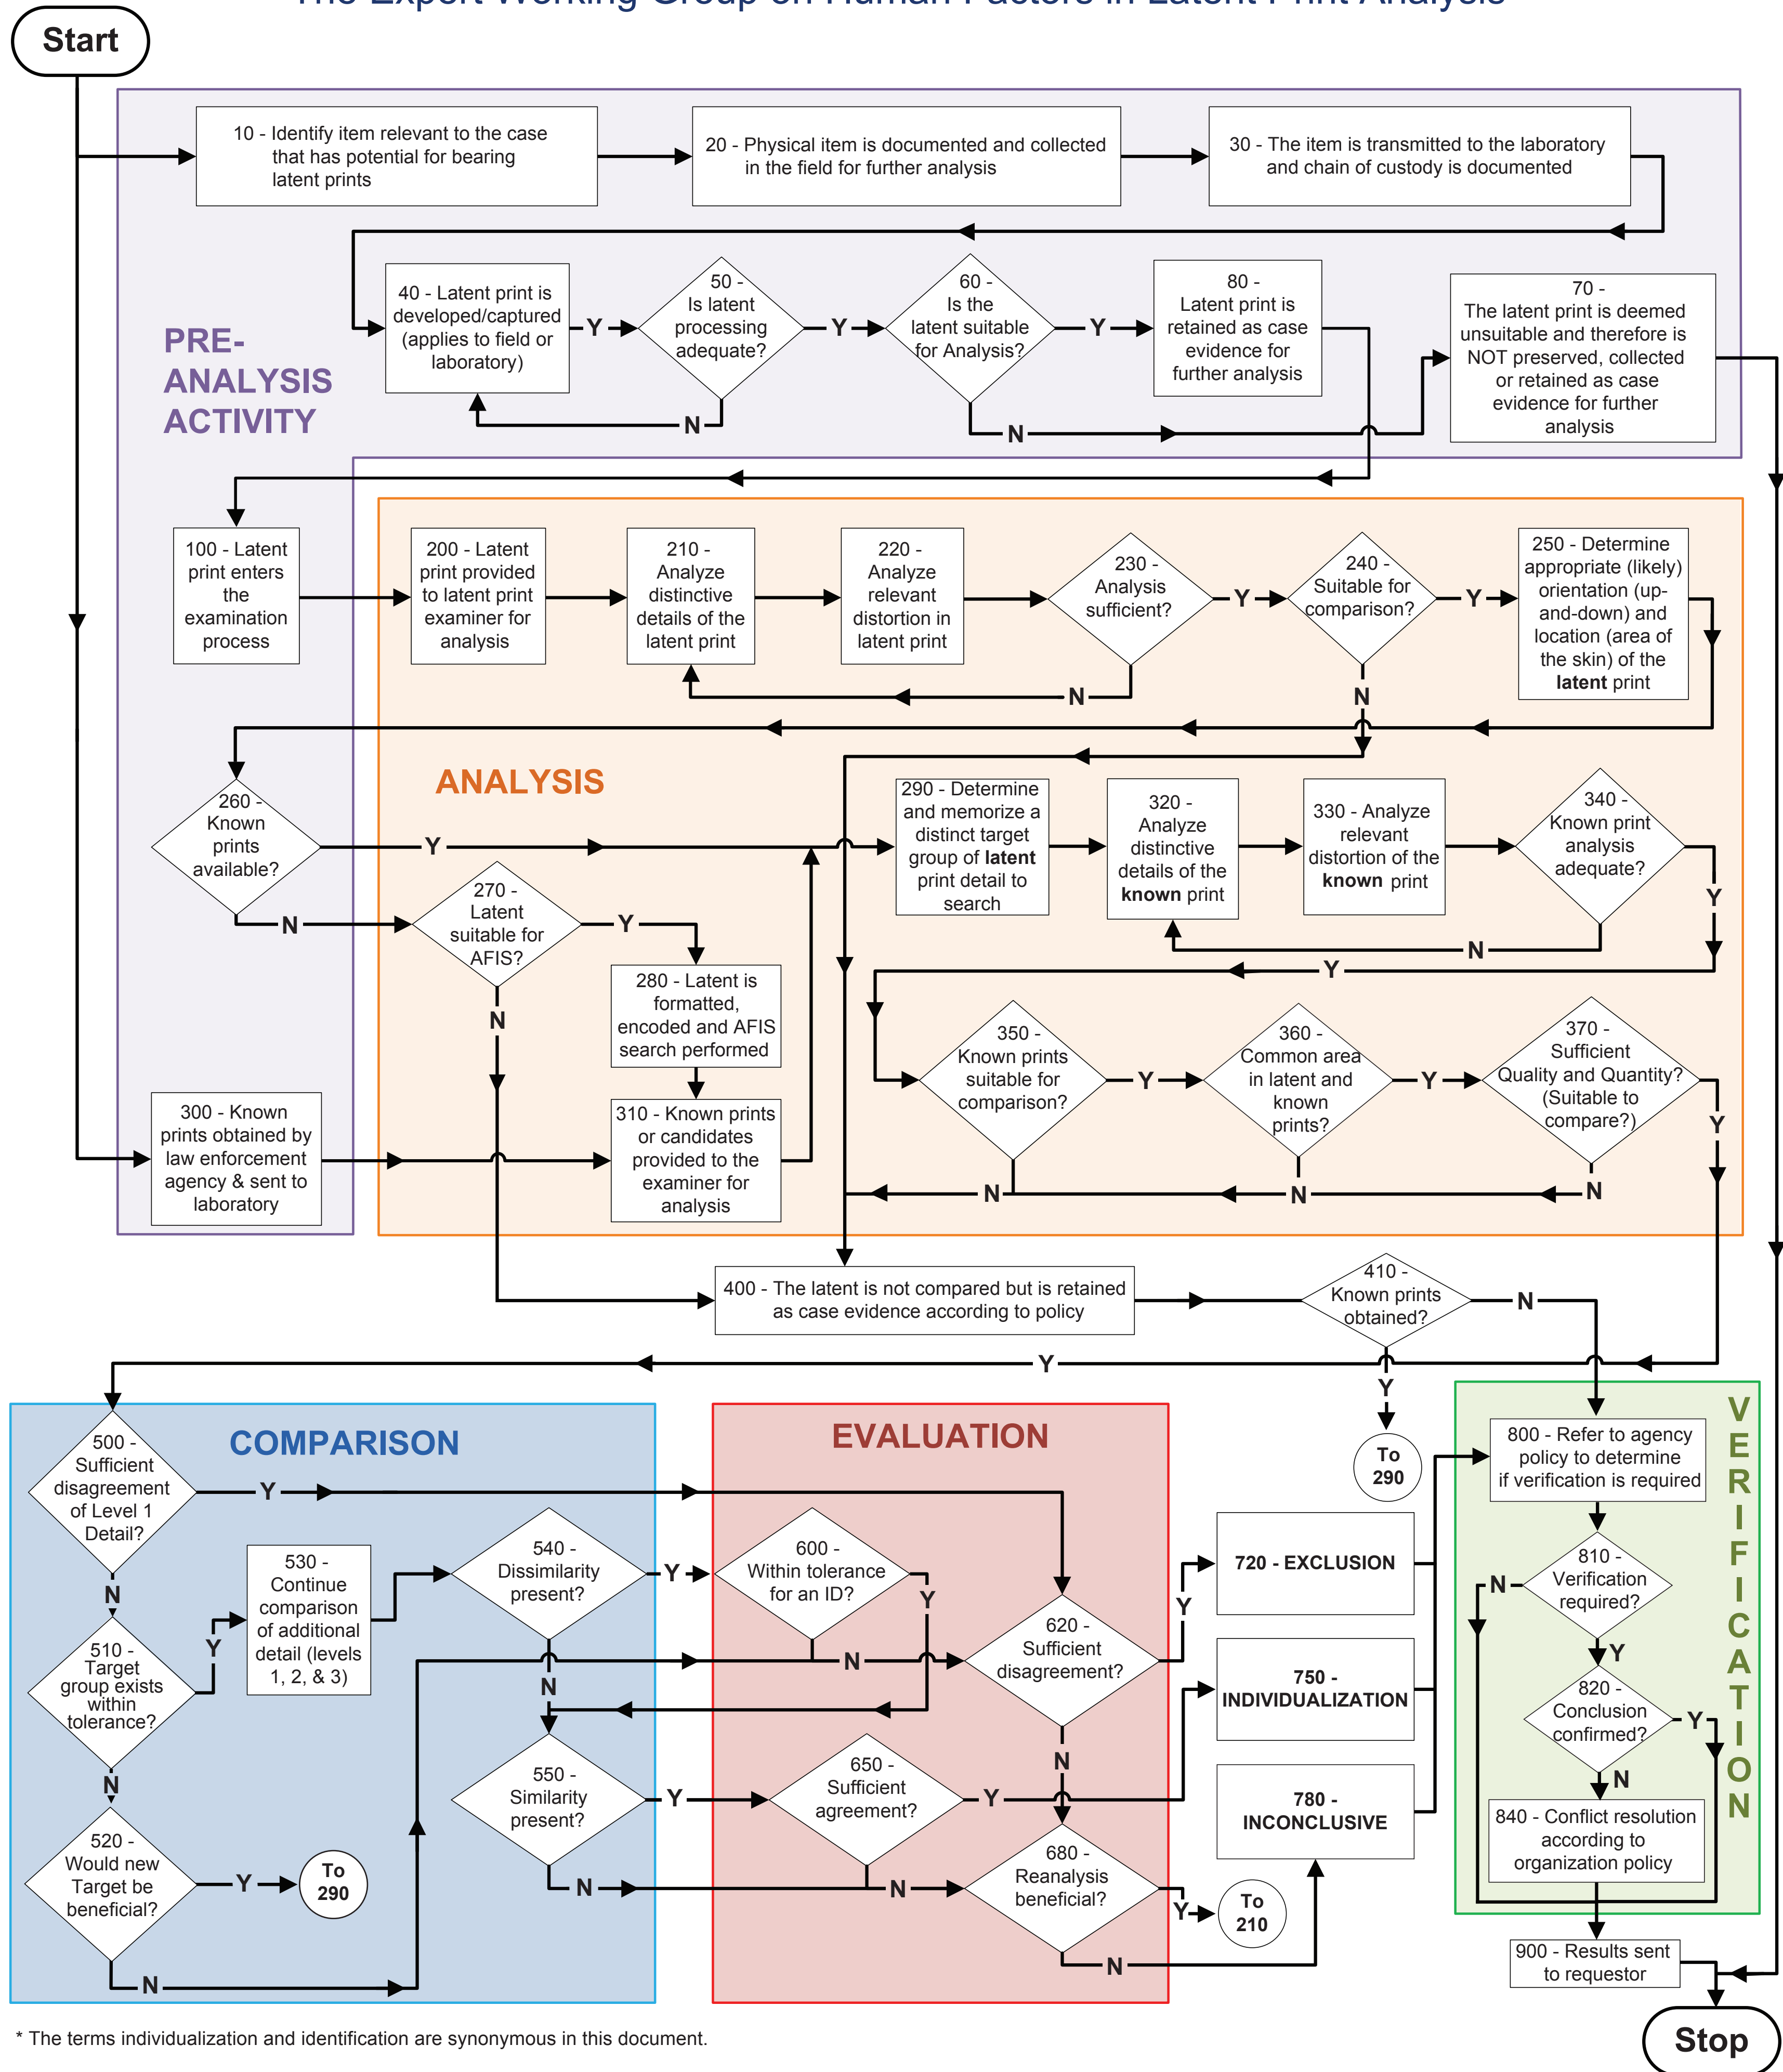 The Expert Working Group on Human Factors in Latent Print Analysis
Start
10 - Identify item relevant to the case
that has potential for bearing
latent prints
20 - Physical item is documented and collected
in the field for further analysis
30 - The item is transmitted to the laboratory
and chain of custody is documented
PRE-
ANALYSIS
ACTIVITY
40 - Latent print is
developed/captured
(applies to field or
laboratory)
Y
50 -
Is latent
processing
adequate?
Y
N
60 -
Is the
latent suitable
for Analysis?
Y
N
80 -
Latent print is
retained as case
evidence for
further analysis
70 -
The latent print is deemed
unsuitable and therefore is
NOT preserved, collected
or retained as case
evidence for further
analysis
100 - Latent
print enters
the
examination
process
200 - Latent
print provided
to latent print
examiner for
analysis
210 -
Analyze
distinctive
details of the
latent print
220 -
Analyze
relevant
distortion in
latent print
230 -
Analysis
sufficient?
Y
N
240 -
Suitable for
comparison?
Y
N
250 - Determine
appropriate (likely)
orientation (up-
and-down) and
location (area of
the skin) of the
latent print
ANALYSIS
260 -
Known
prints
available?
Y
N
270 -
Latent
suitable for
AFIS?
Y
N
280 - Latent is
formatted,
encoded and AFIS
search performed
290 - Determine
and memorize a
distinct target
group of latent
print detail to
search
320 -
Analyze
distinctive
details of the
known print
330 - Analyze
relevant
distortion of the
known print
340 -
Known print
analysis
adequate?
Y
N
Y
300 - Known
prints obtained by
law enforcement
agency & sent to
laboratory
310 - Known prints
or candidates
provided to the
examiner for
analysis
350 -
Known prints
suitable for
comparison?
Y
N
360 -
Common area
in latent and
known
prints?
Y
N
370 -
Sufficient
Quality and Quantity?
(Suitable to
compare?)
Y
N
400 - The latent is not compared but is retained
as case evidence according to policy
410 -
Known prints
obtained?
N
Y
Y
To
290
COMPARISON
500 -
Sufficient
disagreement
of Level 1
Detail?
Y
N
510 -
Target
group exists
within
tolerance?
Y
N
520 -
Would new
Target be
beneficial?
Y
To
290
N
530 -
Continue
comparison
of additional
detail (levels
1, 2, & 3)
540 -
Dissimilarity
present?
Y
N
550 -
Similarity
present?
Y
N
EVALUATION
600 -
Within tolerance
for an ID?
Y
N
620 -
Sufficient
disagreement?
Y
N
650 -
Sufficient
agreement?
Y
N
680 -
Reanalysis
beneficial?
Y
To
210
N
720 - EXCLUSION
750 -
INDIVIDUALIZATION
780 -
INCONCLUSIVE
VERIFICATION
800 - Refer to agency
policy to determine
if verification is required
810 -
Verification
required?
N
Y
820 -
Conclusion
confirmed?
Y
N
840 - Conflict resolution
according to
organization policy
900 - Results sent
to requestor
Stop
* The terms individualization and identification are synonymous in this document.